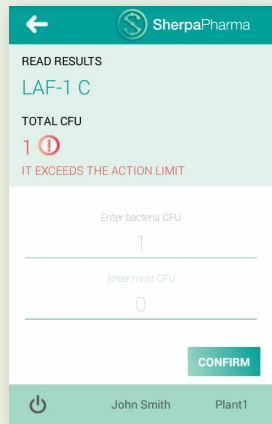 SherpaPharma
READ RESULTS
LAF-1 C
TOTAL CFU
1
IT EXCEEDS THE ACTION LIMIT
Enter bacteria CFU
1
Enter mold CFU
0
CONFIRM
John Smith Plant1